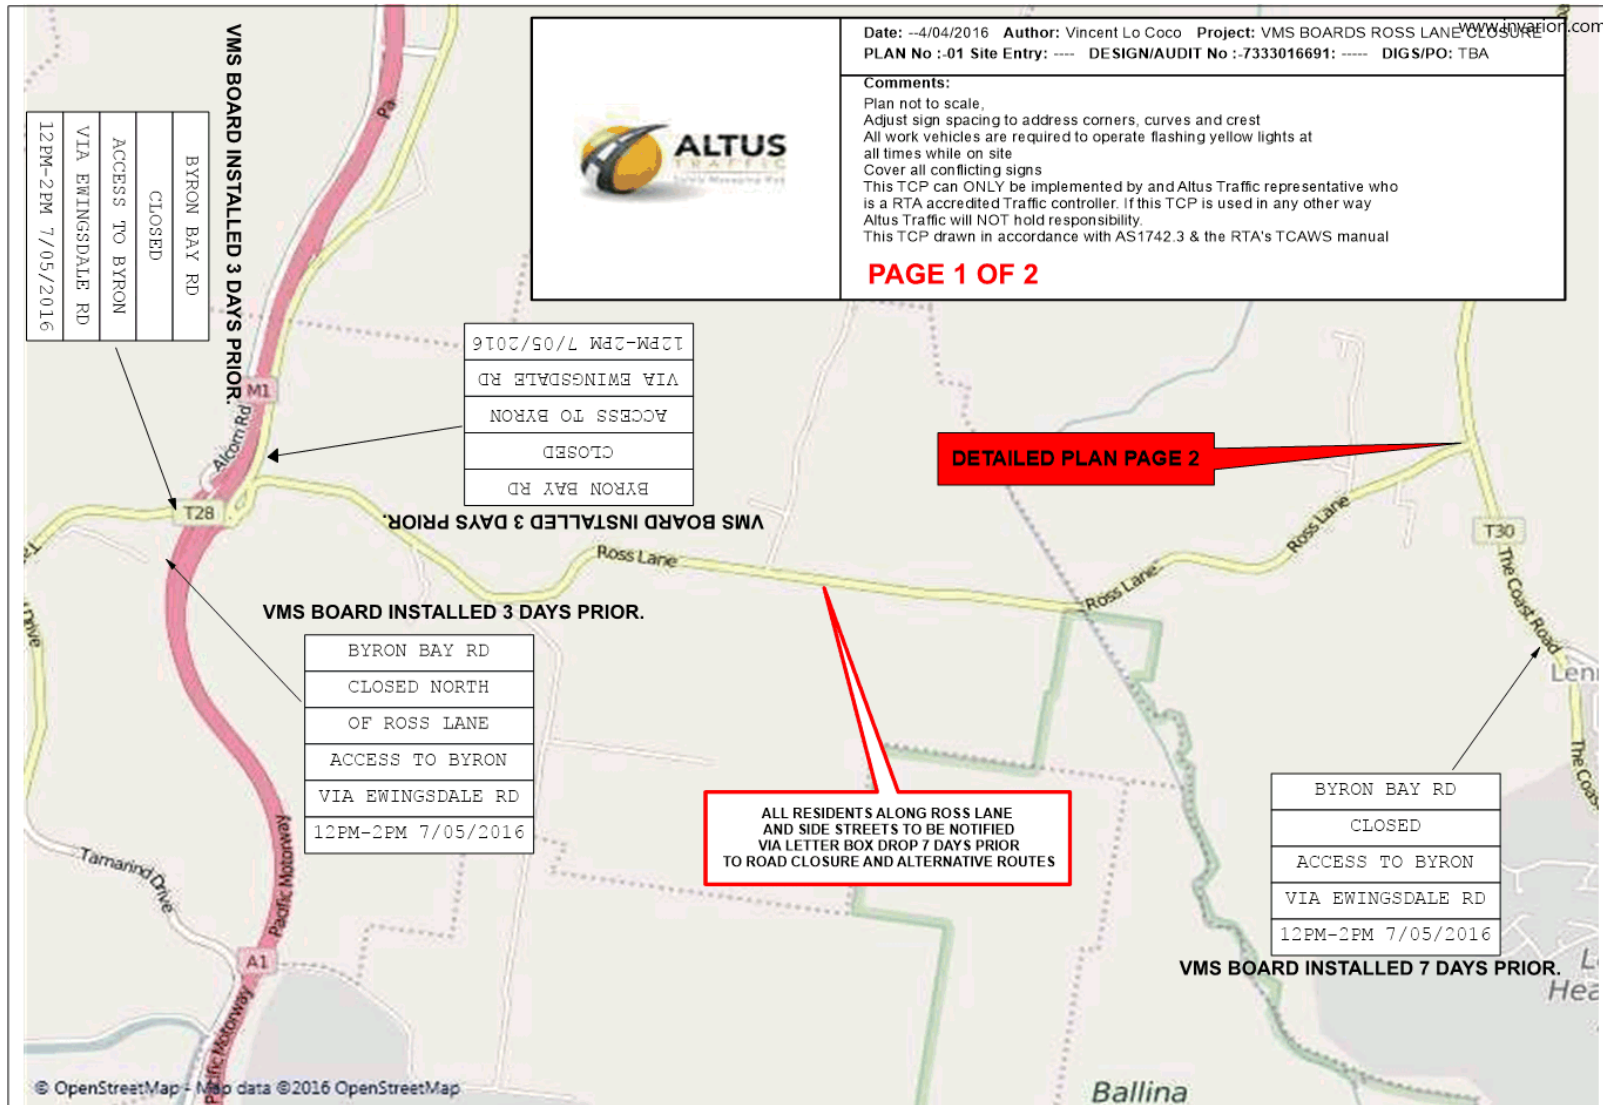 www.invarion.com
Date: --4/04/2016 Author: Vincent Lo Coco Project: VMS BOARDS ROSS LANE CLOSURE
PLAN No :-01 Site Entry: ---- DESIGN/AUDIT No :-7333016691: ----- DIGS/PO: TBA
Comments:
Plan not to scale,
Adjust sign spacing to address corners, curves and crest
All work vehicles are required to operate flashing yellow lights at
all times while on site
Cover all conflicting signs
This TCP can ONLY be implemented by and Altus Traffic representative who
is a RTA accredited Traffic controller. If this TCP is used in any other way
Altus Traffic will NOT hold responsibility.
This TCP drawn in accordance with AS1742.3 & the RTA's TCAWS manual
PAGE 1 OF 2
ALTUS
TRAFFIC
VMS BOARD INSTALLED 3 DAYS PRIOR.
BYRON BAY RD
CLOSED
ACCESS TO BYRON
VIA EWINGSDALE RD
12PM-2PM 7/05/2016
Pa
M1
Alcorn Rd
T28
VMS BOARD INSTALLED 3 DAYS PRIOR.
BYRON BAY RD
CLOSED
ACCESS TO BYRON
VIA EWINGSDALE RD
12PM-2PM 7/05/2016
DETAILED PLAN PAGE 2
Ross Lane
Ross Lane
Ross Lane
T30
The Coast Road
Lenn
The Coas
Ta
Drive
VMS BOARD INSTALLED 3 DAYS PRIOR.
BYRON BAY RD
CLOSED NORTH
OF ROSS LANE
ACCESS TO BYRON
VIA EWINGSDALE RD
12PM-2PM 7/05/2016
ALL RESIDENTS ALONG ROSS LANE
AND SIDE STREETS TO BE NOTIFIED
VIA LETTER BOX DROP 7 DAYS PRIOR
TO ROAD CLOSURE AND ALTERNATIVE ROUTES
BYRON BAY RD
CLOSED
ACCESS TO BYRON
VIA EWINGSDALE RD
12PM-2PM 7/05/2016
VMS BOARD INSTALLED 7 DAYS PRIOR.
Le
Hea
Tamarind Drive
Pacific Motorway
A1
Pacific Motorway
© OpenStreetMap - Map data ©2016 OpenStreetMap
Ballina